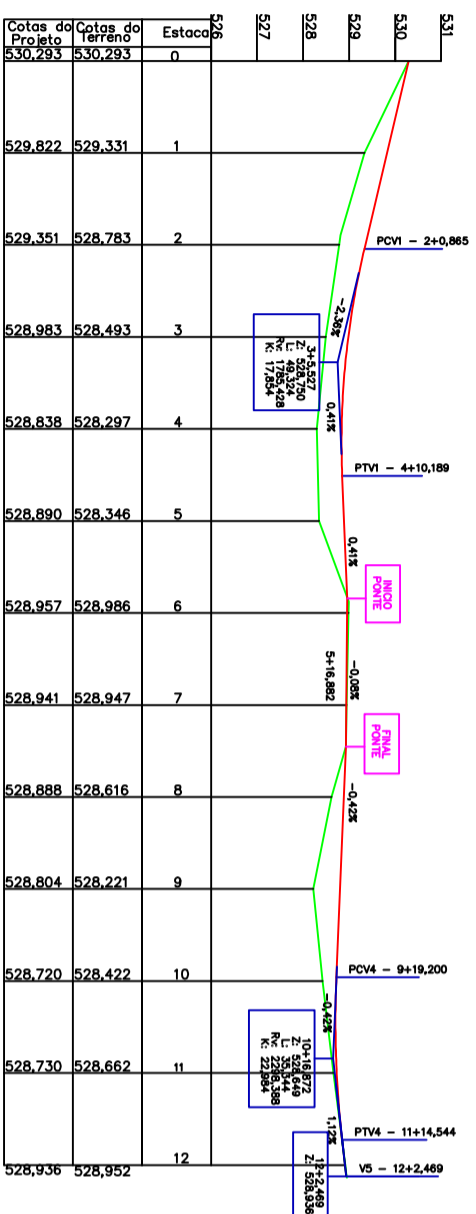 Cotas do Projeto
Cotas do Terreno
Estaca
526
527
528
529
530
531
530,293 530,293 0
529,822 529,331 1
529,351 528,783 2
528,983 528,493 3
528,838 528,297 4
528,890 528,346 5
528,957 528,986 6
528,941 528,947 7
528,888 528,616 8
528,804 528,221 9
528,720 528,422 10
528,730 528,662 11
528,936 528,952 12
PCV1 - 2+0,865
-2,36%
3+5,527
Z: 528,750
L: 49,324
Rv: 1785,428
K: 17,854
0,41%
PTV1 - 4+10,189
0,41%
INICIO
PONTE
5+16,882
-0,08%
FINAL
PONTE
-0,42%
PCV4 - 9+19,200
-0,42%
10+16,872
Z: 528,649
L: 35,344
Rv: 2298,388
K: 22,984
1,12%
PTV4 - 11+14,544
12+2,469
Z: 528,936
V5 - 12+2,469